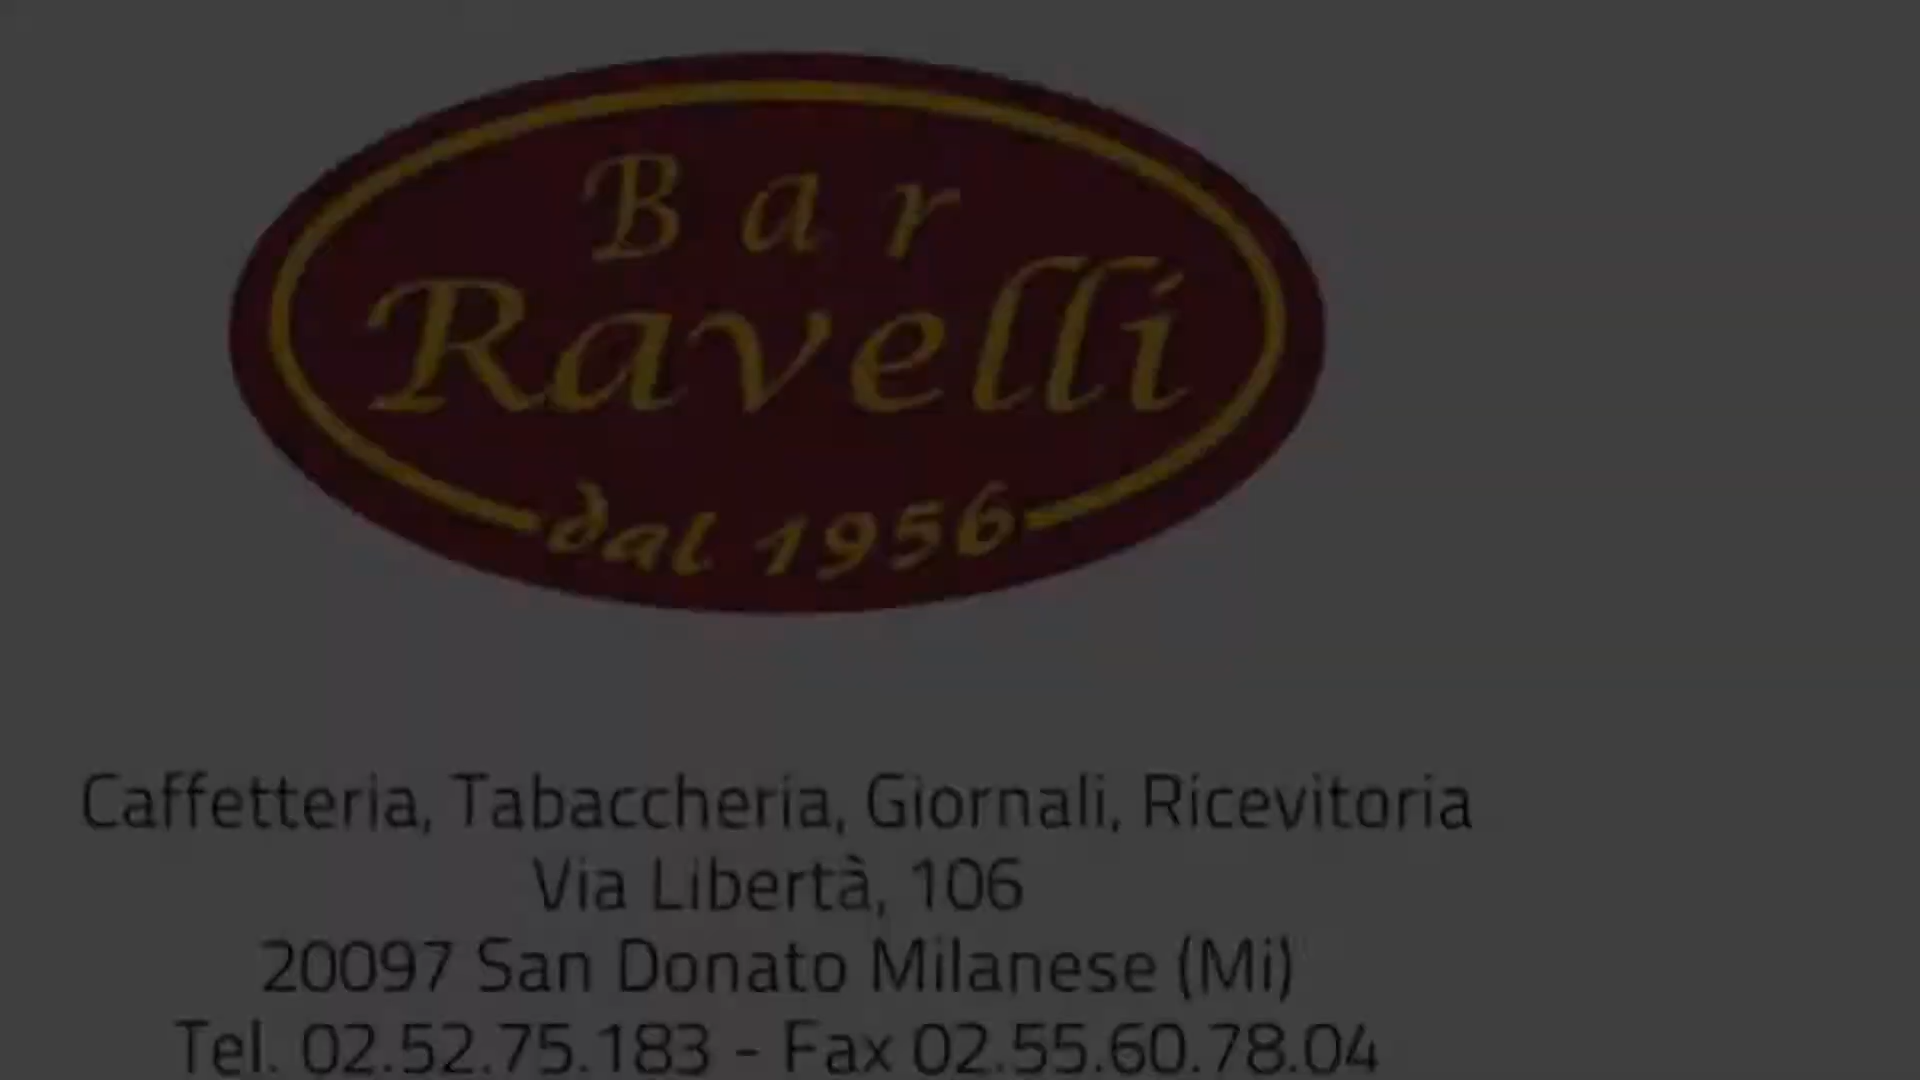 Bar
Ravelli
dal 1956
Caffetteria, Tabaccheria, Giornali, Ricevitoria
Via Libertà, 106
20097 San Donato Milanese (Mi)
Tel. 02.52.75.183 - Fax 02.55.60.78.04